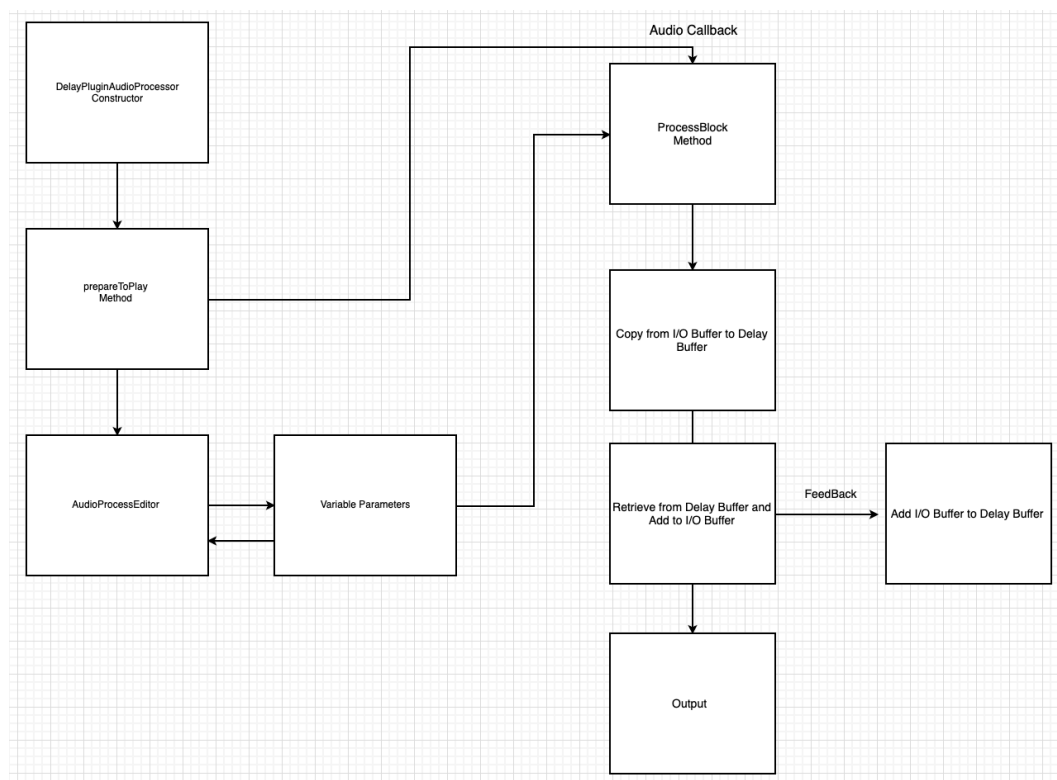 Audio Callback
DelayPluginAudioProcessor
Constructor
ProcessBlock
Method
prepareToPlay
Method
Copy from I/O Buffer to Delay
Buffer
AudioProcessEditor
Variable Parameters
Retrieve from Delay Buffer and
Add to I/O Buffer
FeedBack
Add I/O Buffer to Delay Buffer
Output